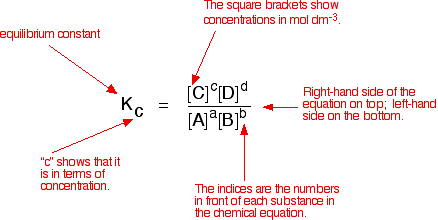 The square brackets show
concentrations in mol dm⁻³.
equilibrium constant
K_c = [C]^c[D]^d / [A]^a[B]^b
Right-hand side of the
equation on top; left-hand
side on the bottom.
"c" shows that it
is in terms of
concentration.
The indices are the numbers
in front of each substance in
the chemical equation.